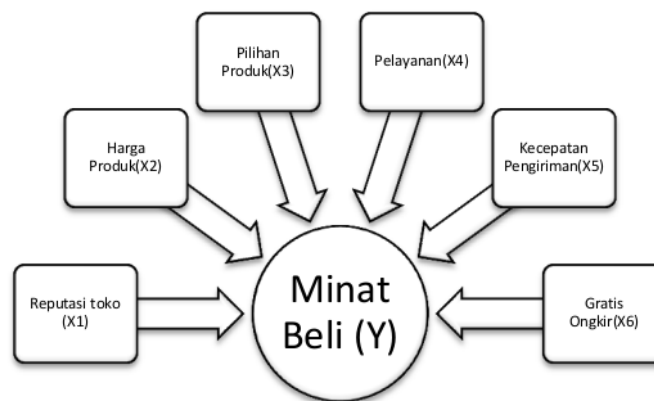 Pilihan
Produk(X3)
Pelayanan(X4)
Harga
Produk(X2)
Kecepatan
Pengiriman(X5)
Reputasi toko
(X1)
Minat
Beli (Y)
Gratis
Ongkir(X6)